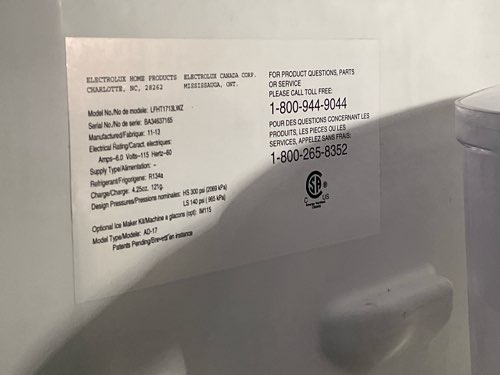 ELECTROLUX HOME PRODUCTS ELECTROLUX CANADA CORP.
CHARLOTTE, NC, 28262 MISSISSAUGA, ONT.
Model No./No de modele: LFHT1713LWZ
Serial No./No de serie: BA34637165
Manufactured/Fabriqué: 11-13
Electrical Rating/Caract. electriques:
Amps-6.0 Volts-115 Hertz-60
Supply Type/Alimentation: -
Refrigerant/Frigorigene: R134a
Charge/Charge: 4.25oz. 121g.
Design Pressures/Pressions nominales: HS 300 psi (2069 kPa)
LS 140 psi ( 965 kPa)
Optional Ice Maker Kit/Machine a glacons (opt): IM115
Model Type/Modele: AD-17
Patents Pending/Brevets en instance
FOR PRODUCT QUESTIONS, PARTS
OR SERVICE
PLEASE CALL TOLL FREE:
1-800-944-9044
POUR DES QUESTIONS CONCERNANT LES
PRODUITS, LES PIECES OU LES
SERVICES, APPELEZ SANS FRAIS:
1-800-265-8352
C US